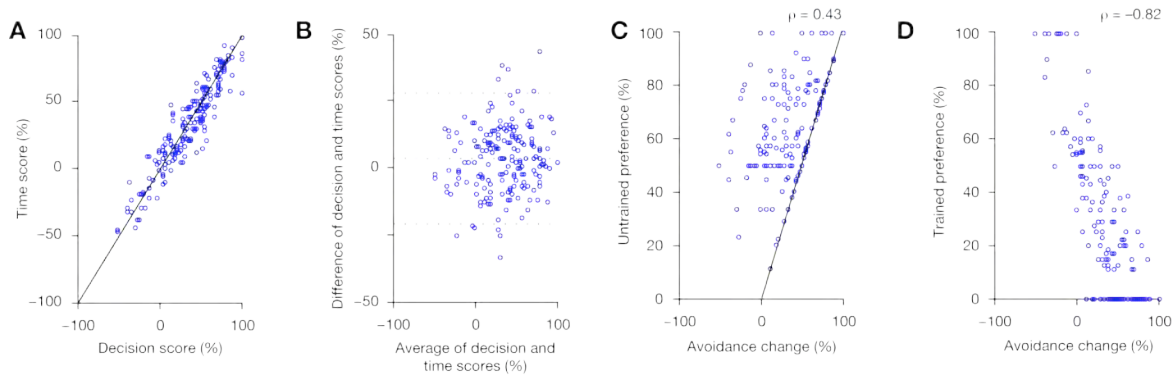 A
Time score (%)
100
50
0
−50
−100
−100
0
100
Decision score (%)
B
Difference of decision and time scores (%)
50
0
−50
−100
0
100
Average of decision and
time scores (%)
C
ρ = 0.43
Untrained preference (%)
100
80
60
40
20
0
−100
0
100
Avoidance change (%)
D
ρ = −0.82
Trained preference (%)
100
80
60
40
20
0
−100
0
100
Avoidance change (%)